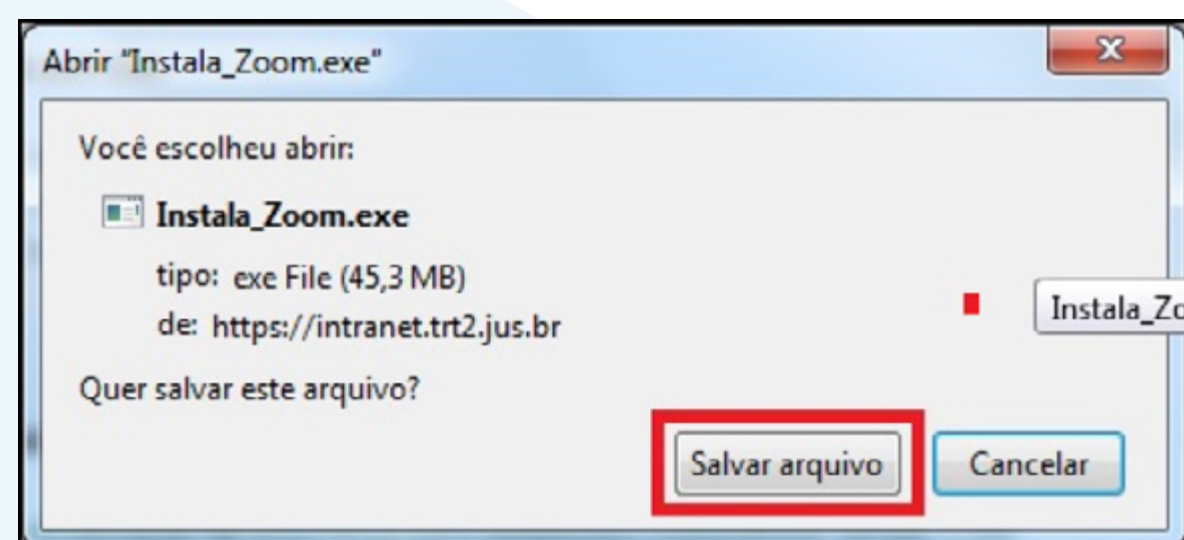 Abrir "Instala_Zoom.exe"
Você escolheu abrir:
Instala_Zoom.exe
tipo: exe File (45,3 MB)
de: https://intranet.trt2.jus.br
Instala_Zo
Quer salvar este arquivo?
Salvar arquivo
Cancelar